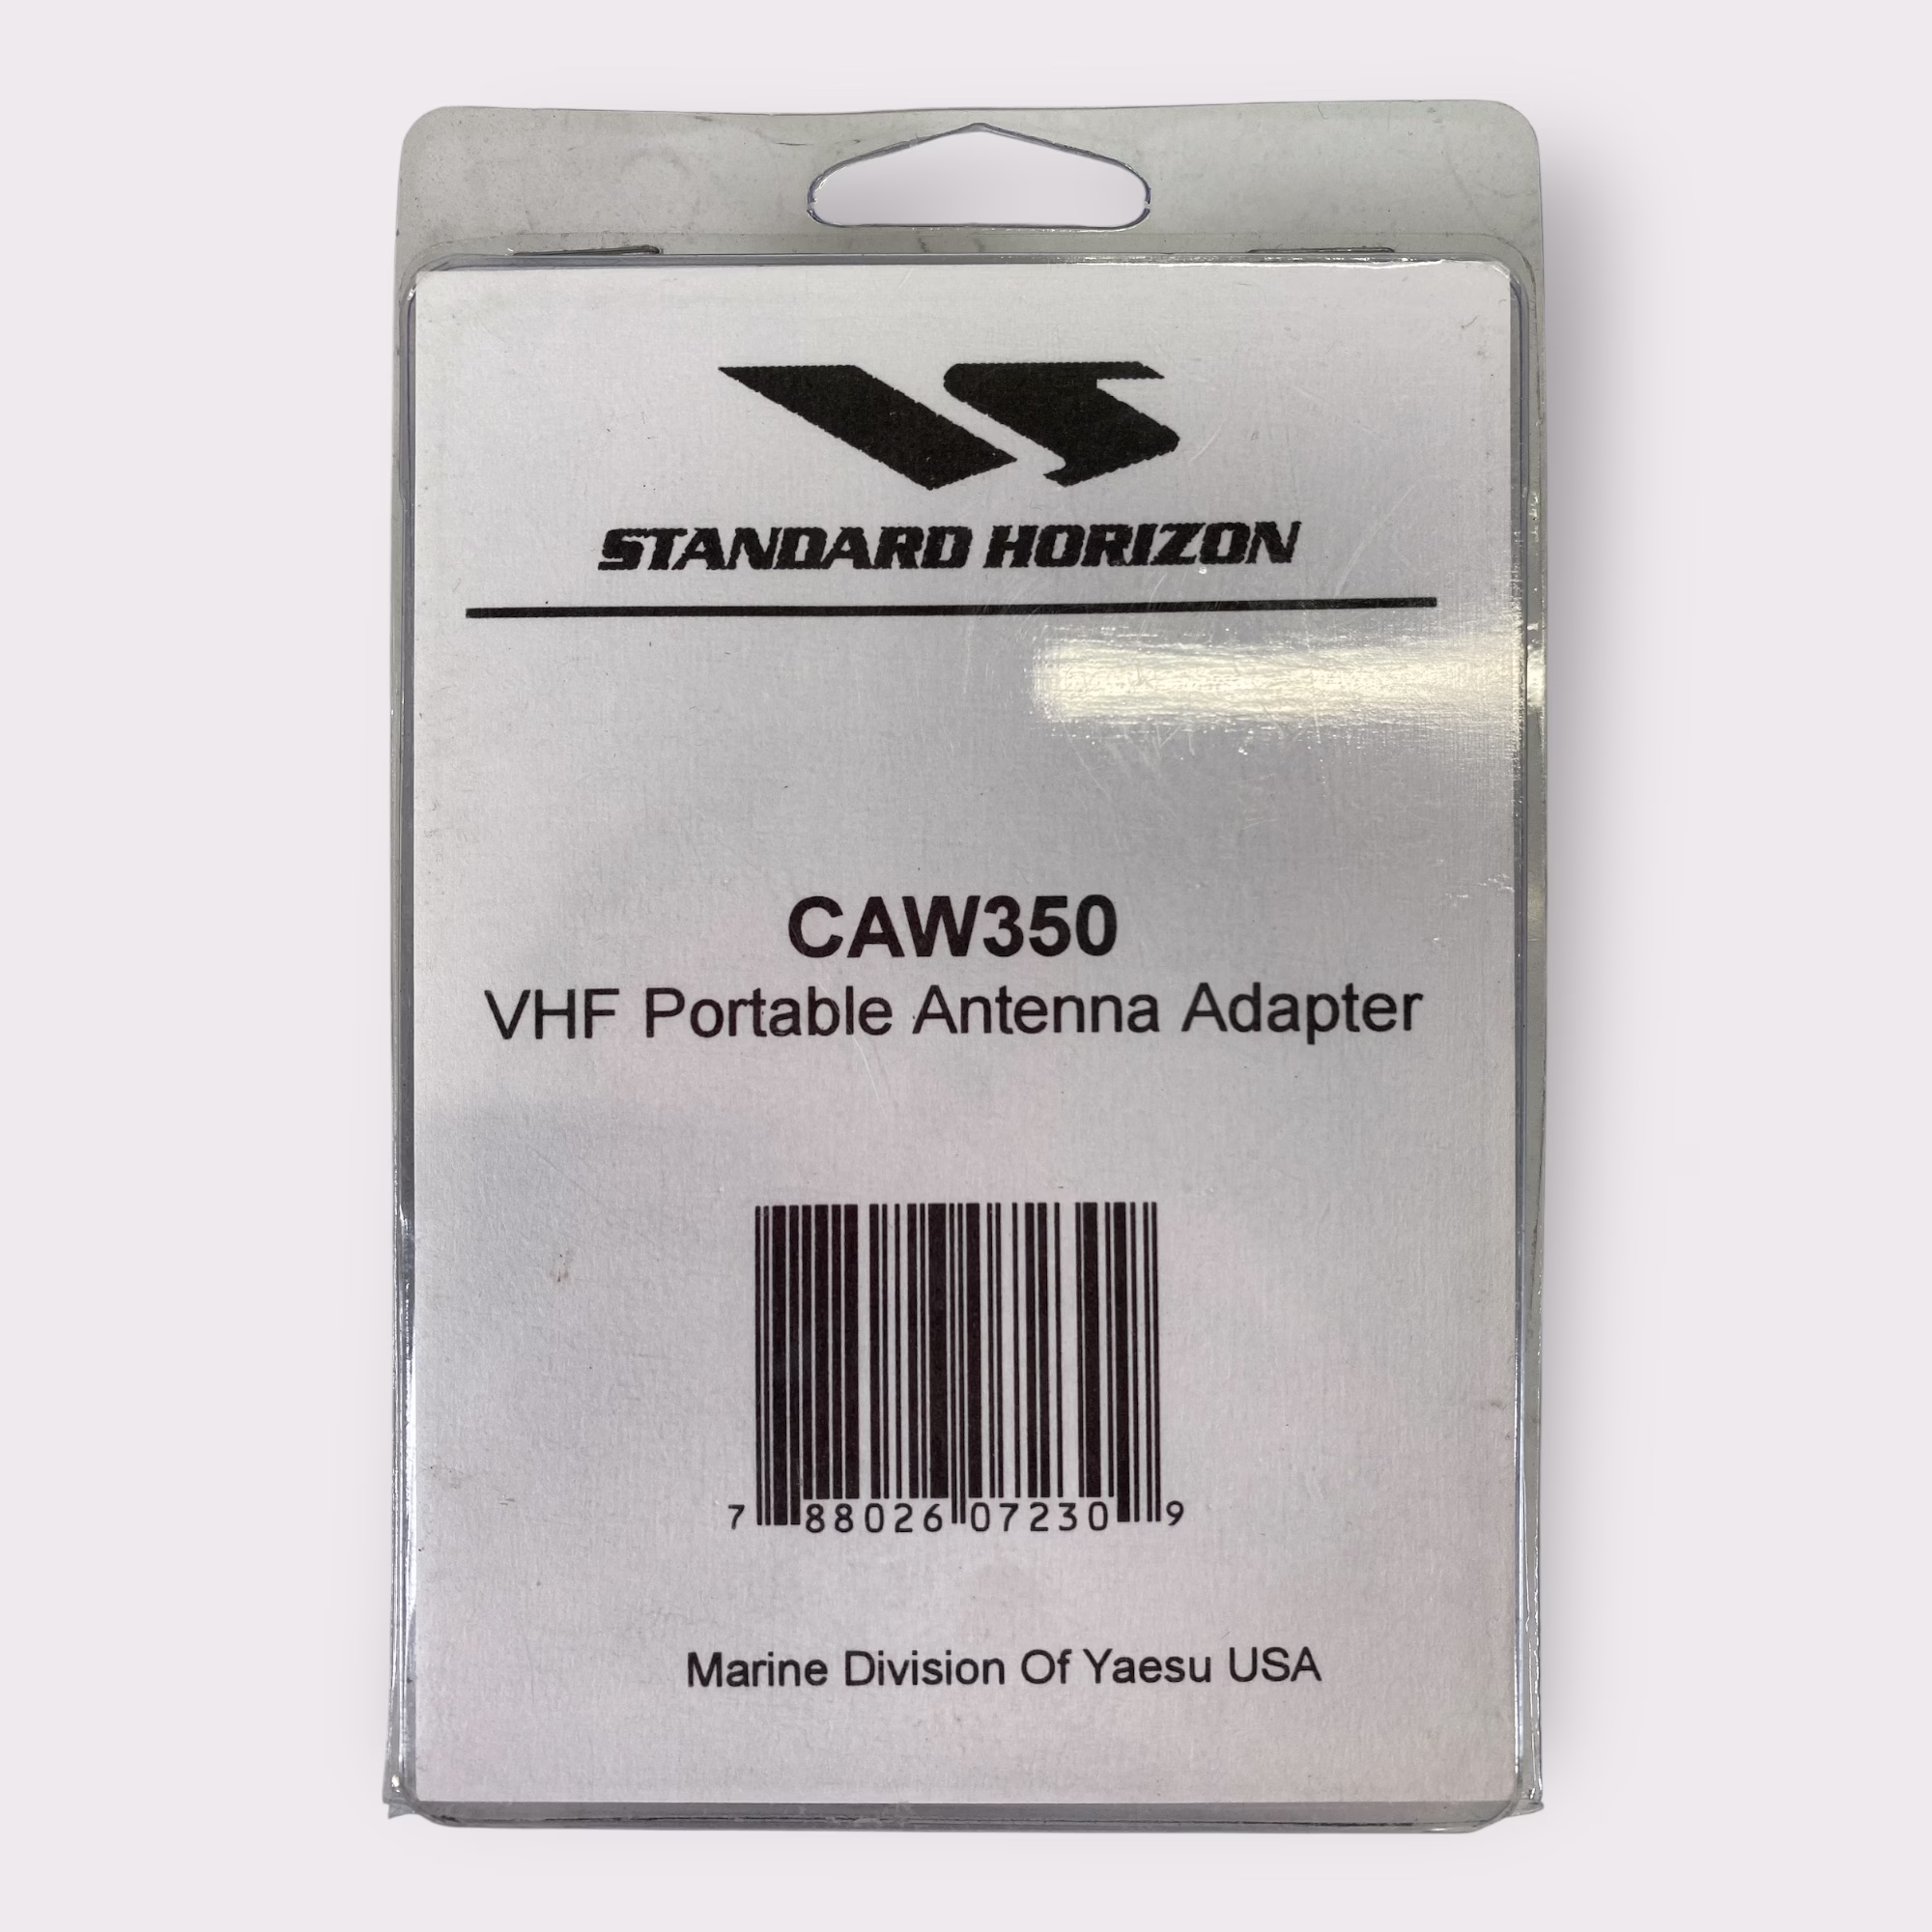 STANDARD HORIZON
CAW350
VHF Portable Antenna Adapter
7 88026 07230 9
Marine Division Of Yaesu USA